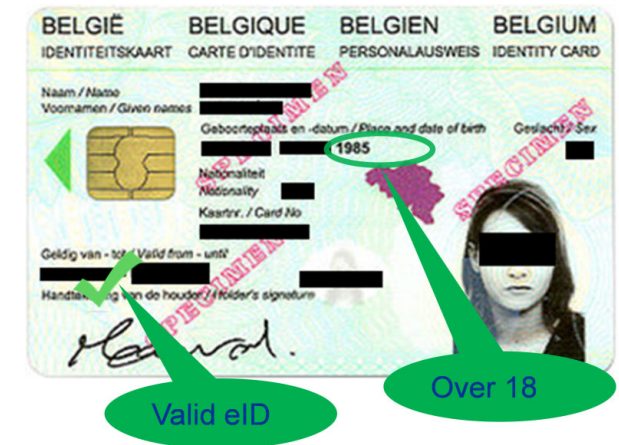 BELGIË BELGIQUE BELGIEN BELGIUM
IDENTITEITSKAART CARTE D'IDENTITE PERSONALAUSWEIS IDENTITY CARD
Naam / Name
Voornamen / Given names
SPECIMEN
Geboorteplaats en -datum / Place and date of birth Geslacht / Sex
1985
SPECIMEN
Nationaliteit
Nationality
Kaartnr. / Card No
Geldig van - tot / Valid from - until
SPECIMEN
van de houder / Holder's signature
Over 18
Valid eID